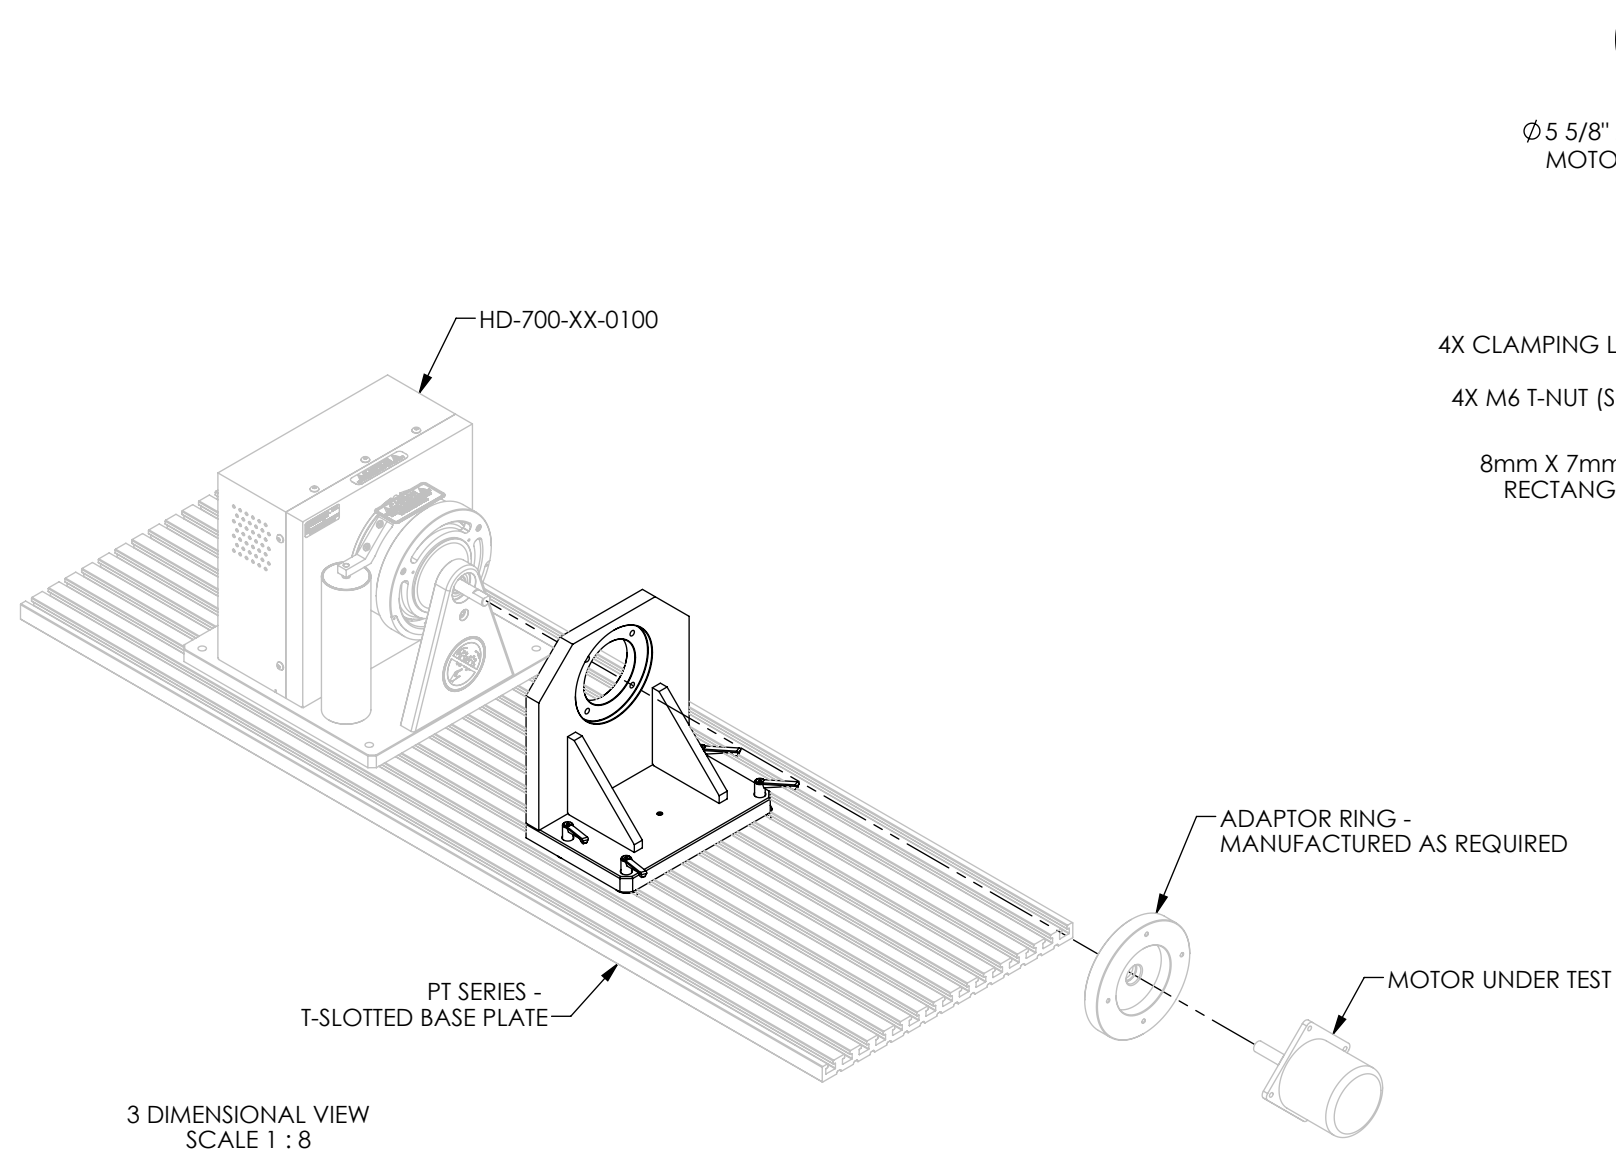 Ø5 5/8"
MOTO
4X CLAMPING L
4X M6 T-NUT (S
8mm X 7mm
RECTANG
HD-700-XX-0100
ADAPTOR RING -
MANUFACTURED AS REQUIRED
MOTOR UNDER TEST
PT SERIES -
T-SLOTTED BASE PLATE
3 DIMENSIONAL VIEW
SCALE 1 : 8